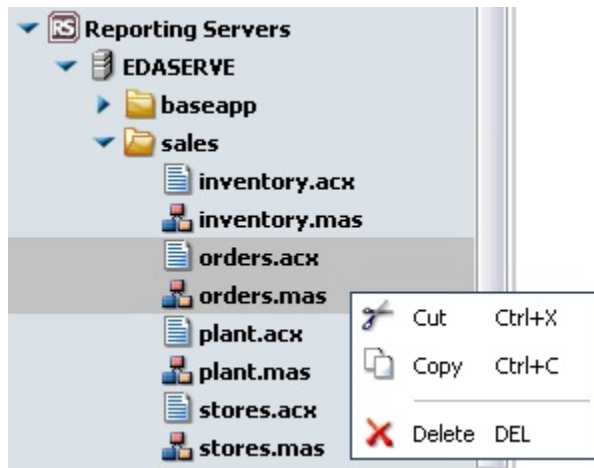 RS Reporting Servers
EDASERVE
baseapp
sales
inventory.acx
inventory.mas
orders.acx
orders.mas
plant.acx
plant.mas
stores.acx
stores.mas
Cut Ctrl+X
Copy Ctrl+C
Delete DEL